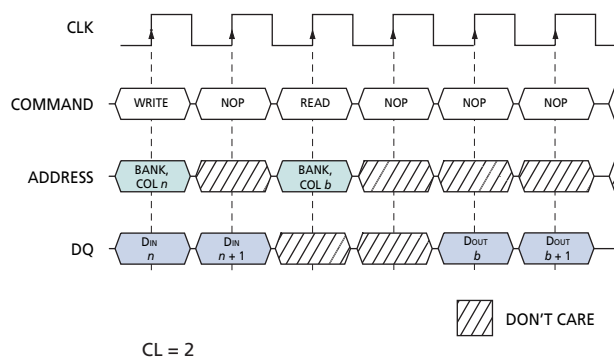 CLK
COMMAND WRITE NOP READ NOP NOP NOP
ADDRESS BANK, COL n BANK, COL b
DQ DIN n DIN n + 1 DOUT b DOUT b + 1
DON'T CARE
CL = 2